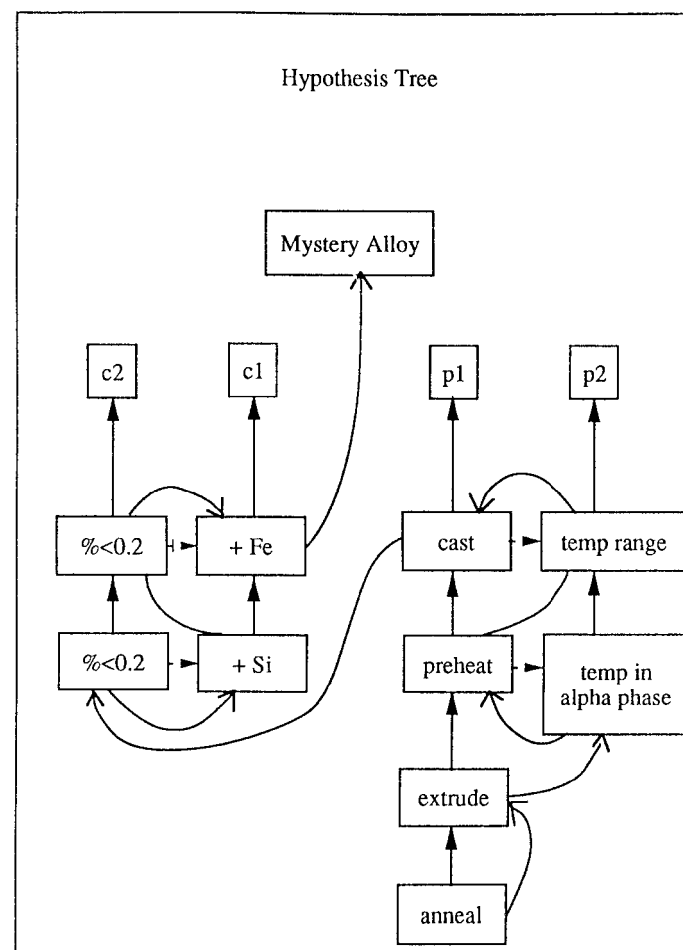 Hypothesis Tree
Mystery Alloy
c2
c1
p1
p2
%<0.2
+ Fe
cast
temp range
%<0.2
+ Si
preheat
temp in
alpha phase
extrude
anneal